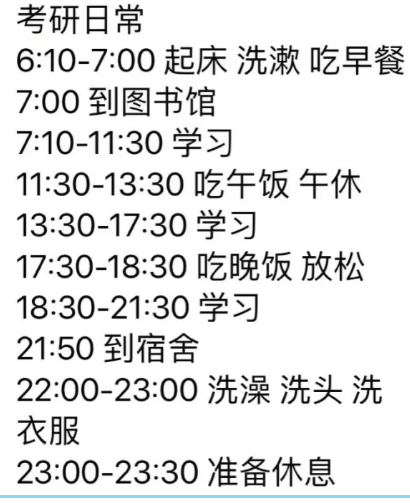 考研日常
6:10-7:00 起床 洗漱 吃早餐
7:00 到图书馆
7:10-11:30 学习
11:30-13:30 吃午饭 午休
13:30-17:30 学习
17:30-18:30 吃晚饭 放松
18:30-21:30 学习
21:50 到宿舍
22:00-23:00 洗澡 洗头 洗
衣服
23:00-23:30 准备休息